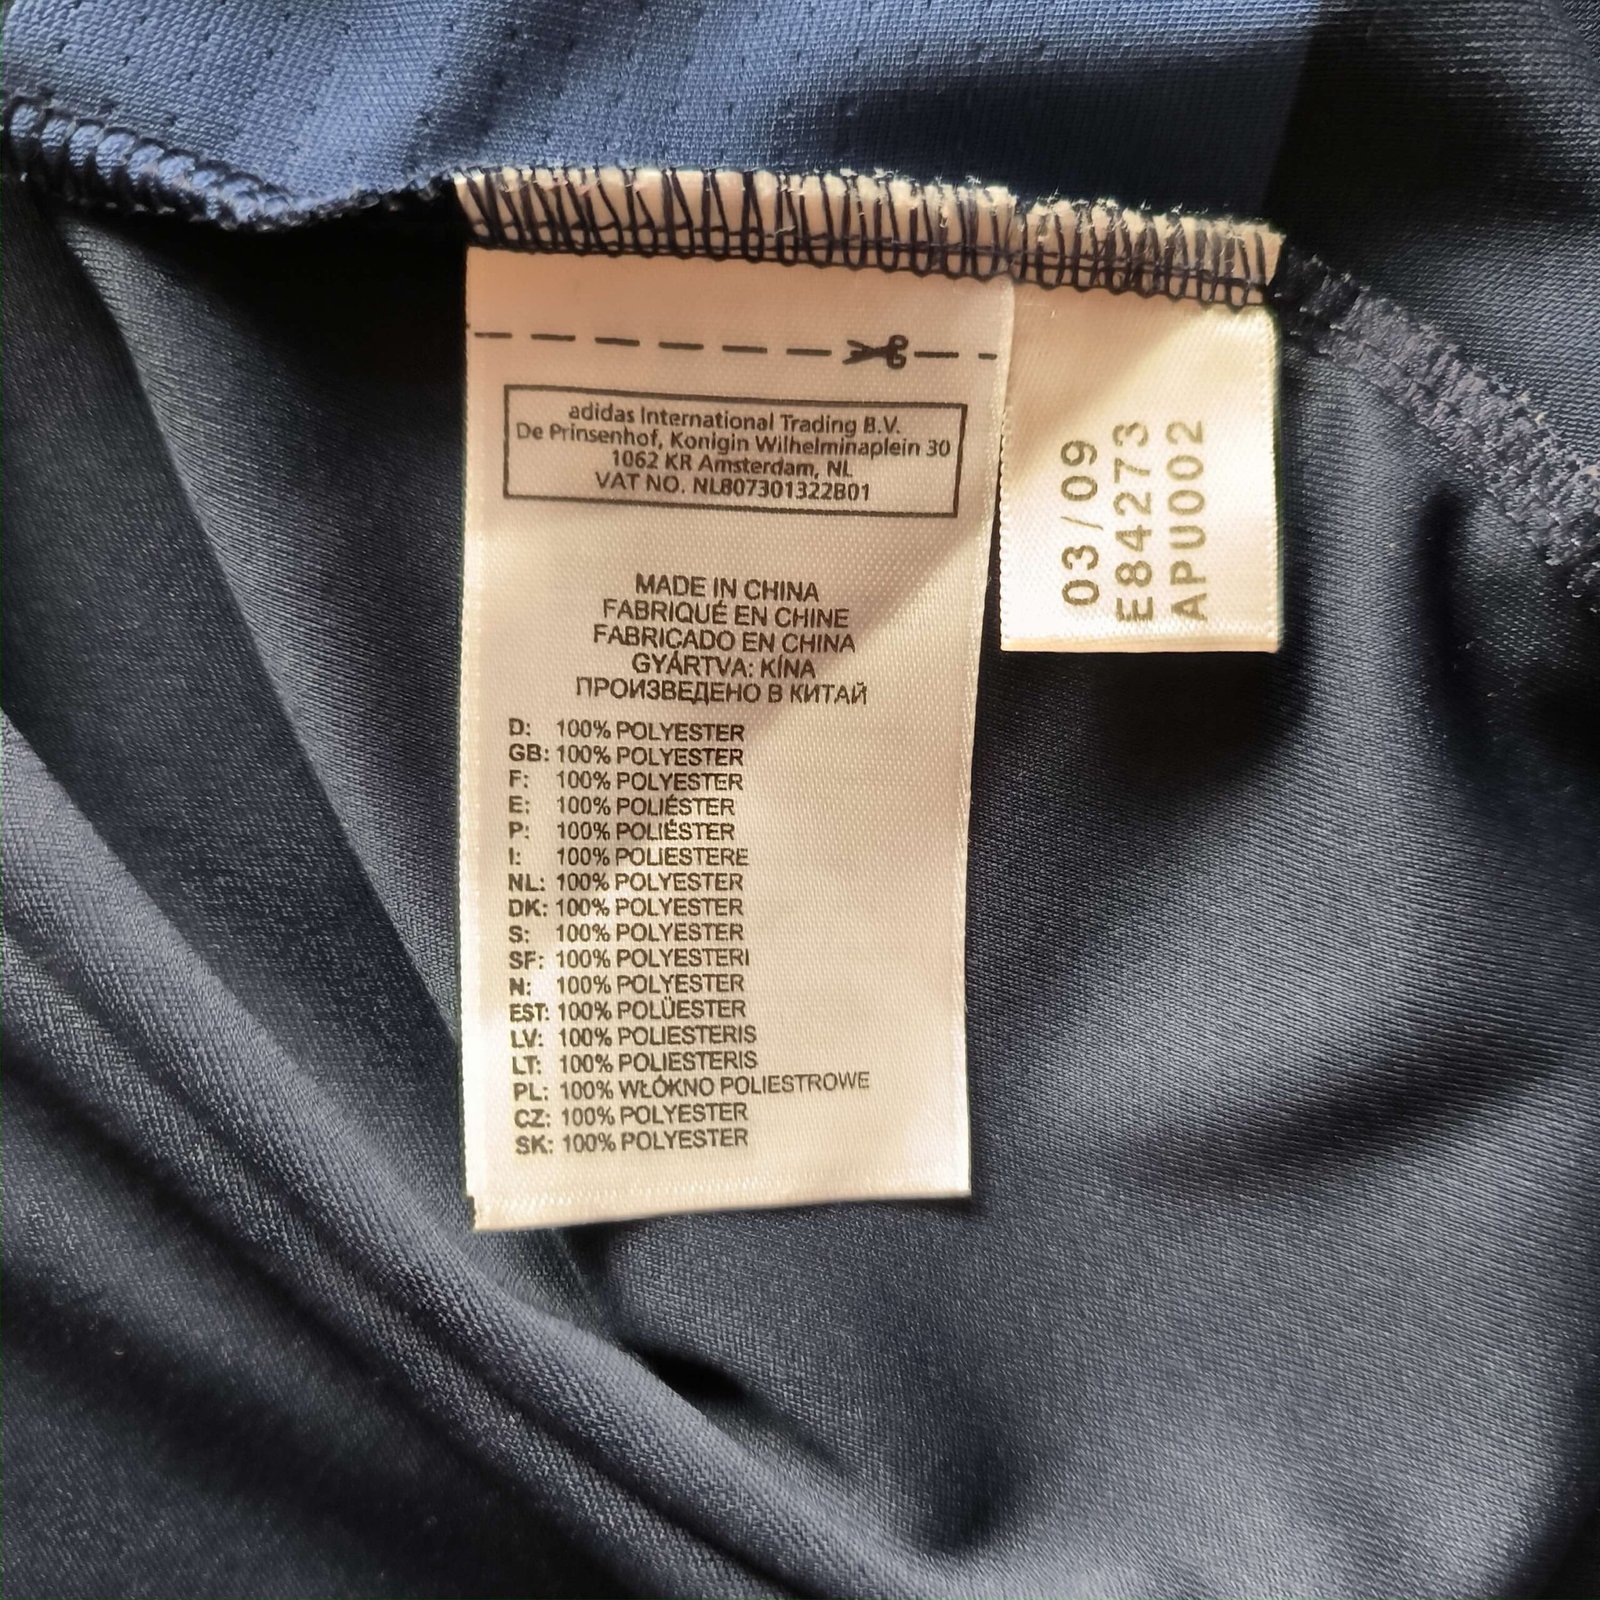 adidas International Trading B.V.
De Prinsenhof, Konigin Wilhelminaplein 30
1062 KR Amsterdam, NL
VAT NO. NL807301322B01
MADE IN CHINA
FABRIQUÉ EN CHINE
FABRICADO EN CHINA
GYÁRTVA: KÍNA
ПРОИЗВЕДЕНО В КИТАЙ
D: 100% POLYESTER
GB: 100% POLYESTER
F: 100% POLYESTER
E: 100% POLIÉSTER
P: 100% POLIÉSTER
I: 100% POLIESTERE
NL: 100% POLYESTER
DK: 100% POLYESTER
S: 100% POLYESTER
SF: 100% POLYESTERI
N: 100% POLYESTER
EST: 100% POLÜESTER
LV: 100% POLIESTERIS
LT: 100% POLIESTERIS
PL: 100% WŁÓKNO POLIESTROWE
CZ: 100% POLYESTER
SK: 100% POLYESTER
03/09
E84273
APU002